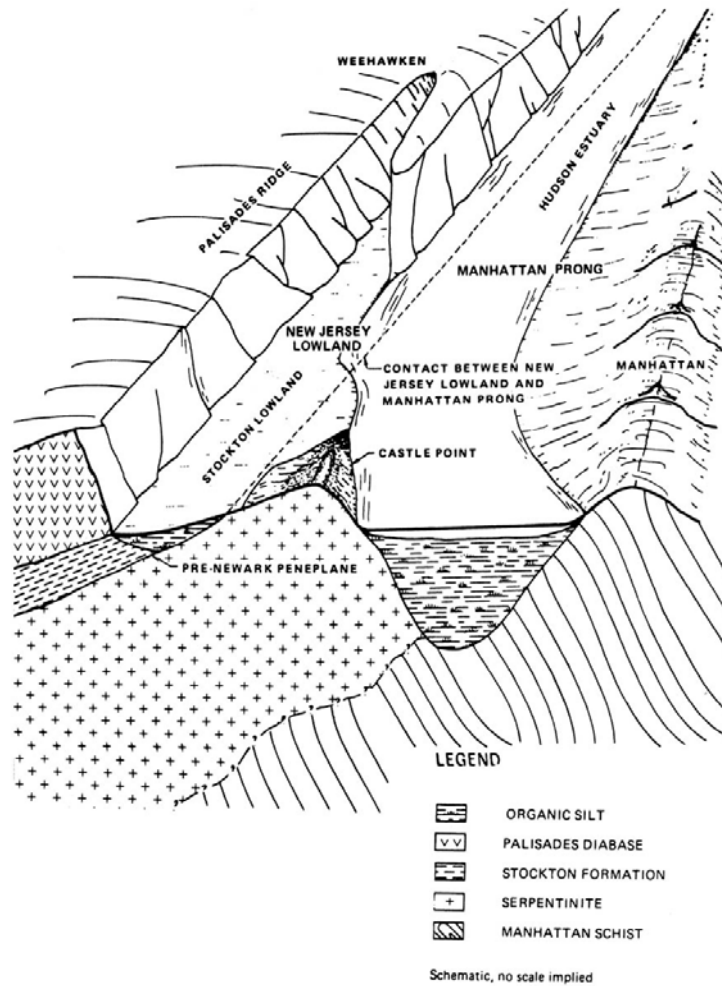 WEEHAWKEN
PALISADES RIDGE
HUDSON ESTUARY
MANHATTAN PRONG
NEW JERSEY
LOWLAND
CONTACT BETWEEN NEW
JERSEY LOWLAND AND
MANHATTAN PRONG
MANHATTAN
STOCKTON LOWLAND
CASTLE POINT
PRE-NEWARK PENEPLANE
LEGEND
ORGANIC SILT
PALISADES DIABASE
STOCKTON FORMATION
SERPENTINITE
MANHATTAN SCHIST
Schematic, no scale implied